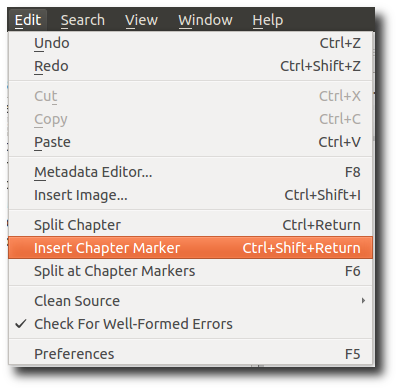 Edit Search View Window Help
Undo Ctrl+Z
Redo Ctrl+Shift+Z
Cut Ctrl+X
Copy Ctrl+C
Paste Ctrl+V
Metadata Editor... F8
Insert Image... Ctrl+Shift+I
Split Chapter Ctrl+Return
Insert Chapter Marker Ctrl+Shift+Return
Split at Chapter Markers F6
Clean Source
Check For Well-Formed Errors
Preferences F5